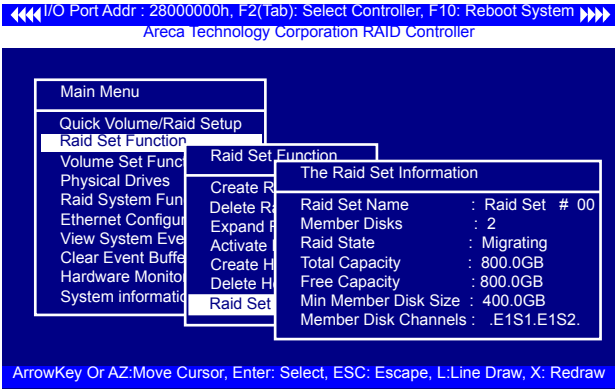 I/O Port Addr : 28000000h, F2(Tab): Select Controller, F10: Reboot System
Areca Technology Corporation RAID Controller
Main Menu
Quick Volume/Raid Setup
Raid Set Function
Volume Set Funct
Physical Drives
Raid System Fun
Ethernet Configur
View System Eve
Clear Event Buffe
Hardware Monito
System informatio
Raid Set Function
Create R
Delete Ra
Expand R
Activate
Create H
Delete Ho
Raid Set
The Raid Set Information
Raid Set Name : Raid Set # 00
Member Disks : 2
Raid State : Migrating
Total Capacity : 800.0GB
Free Capacity : 800.0GB
Min Member Disk Size : 400.0GB
Member Disk Channels : .E1S1.E1S2.
ArrowKey Or AZ:Move Cursor, Enter: Select, ESC: Escape, L:Line Draw, X: Redraw